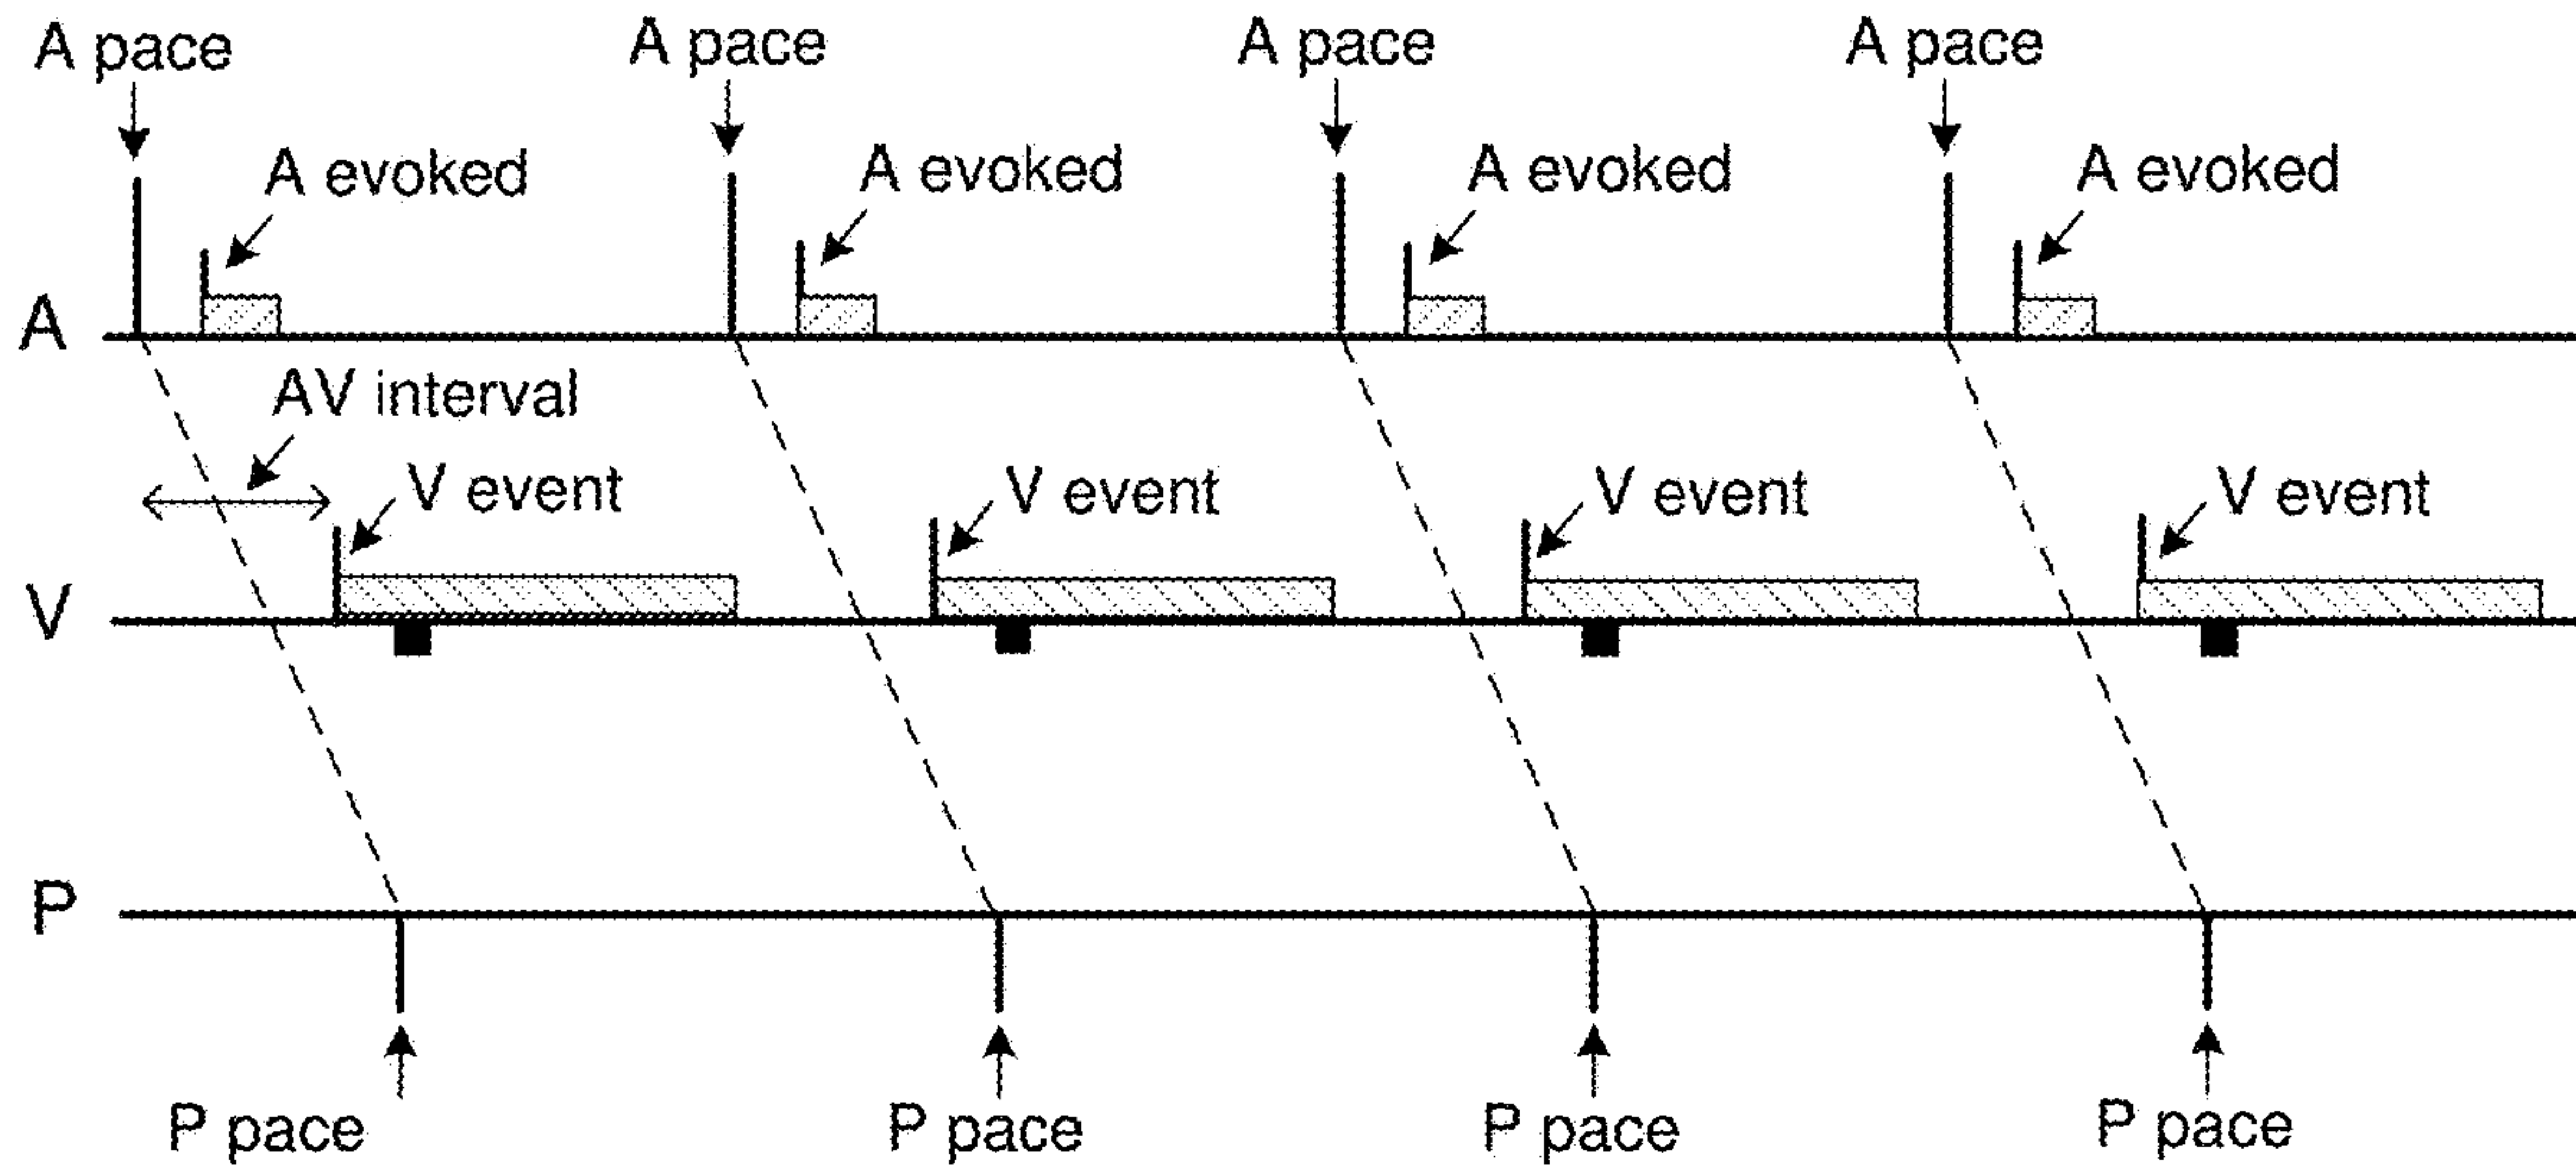 A pace A pace A pace A pace
A evoked A evoked A evoked A evoked
A
AV interval
V event V event V event V event
V
P
P pace P pace P pace P pace